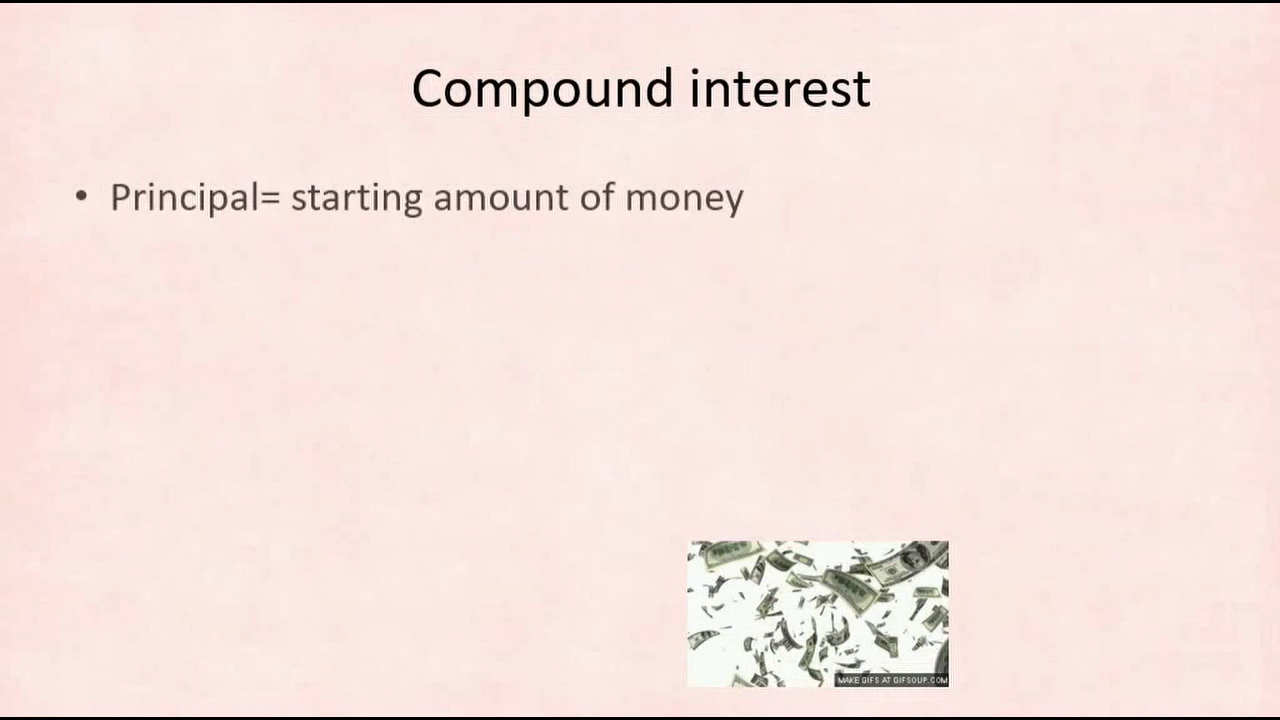 Compound interest
• Principal= starting amount of money
MAKE GIFS AT GIFSOUP.COM